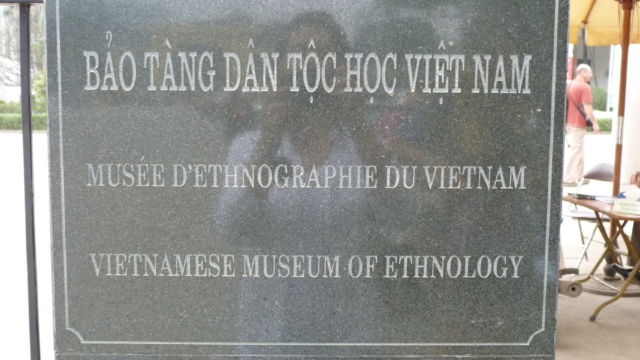 BẢO TÀNG DÂN TỘC HỌC VIỆT NAM
MUSÉE D'ETHNOGRAPHIE DU VIETNAM
VIETNAMESE MUSEUM OF ETHNOLOGY